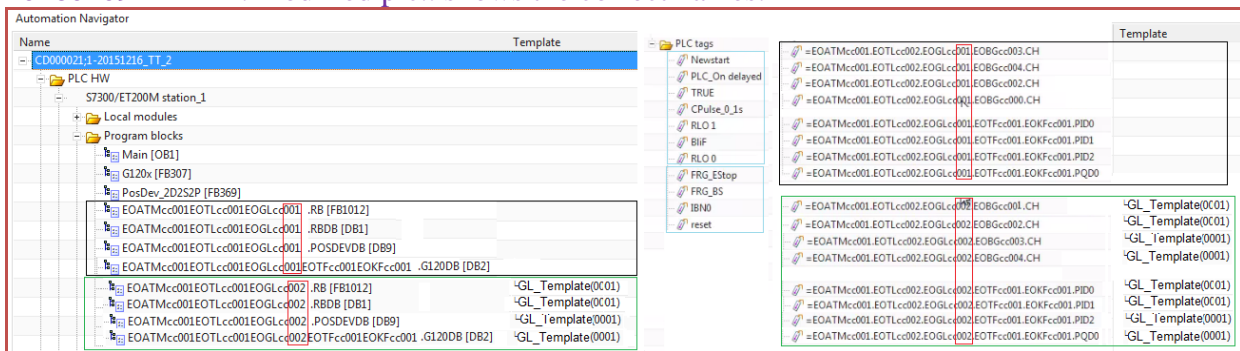 Automation Navigator
Name Template
CD000021;1-20151216_TT_2
PLC HW
S7300/ET200M station_1
Local modules
Program blocks
Main [OB1]
G120x [FB307]
PosDev_2D2S2P [FB369]
EOATMcc001EOTLcc001EOGLcc001 .RB [FB1012]
EOATMcc001EOTLcc001EOGLcc001 .RBDB [DB1]
EOATMcc001EOTLcc001EOGLcc001 .POSDEVDB [DB9]
EOATMcc001EOTLcc001EOGLcc001EOTFcc001EOKFcc001 .G120DB [DB2]
EOATMcc001EOTLcc001EOGLcc002 .RB [FB1012] GL_Template(0001)
EOATMcc001EOTLcc001EOGLcc002 .RBDB [DB1] GL_Template(0001)
EOATMcc001EOTLcc001EOGLcc002 .POSDEVDB [DB9] GL_Template(0001)
EOATMcc001EOTLcc001EOGLcc002EOTFcc001EOKFcc001 .G120DB [DB2] GL_Template(0001)
PLC tags
Newstart
PLC_On delayed
TRUE
CPulse_0_1s
RLO 1
BliF
RLO 0
FRG_EStop
FRG_BS
IBN0
reset
Template
=EOATMcc001.EOTLcc002.EOGLcc001.EOBGcc003.CH
=EOATMcc001.EOTLcc002.EOGLcc001.EOBGcc004.CH
=EOATMcc001.EOTLcc002.EOGLcc001.EOBGcc002.CH
=EOATMcc001.EOTLcc002.EOGLcc001.EOBGcc000.CH
=EOATMcc001.EOTLcc002.EOGLcc001.EOTFcc001.EOKFcc001.PID0
=EOATMcc001.EOTLcc002.EOGLcc001.EOTFcc001.EOKFcc001.PID1
=EOATMcc001.EOTLcc002.EOGLcc001.EOTFcc001.EOKFcc001.PID2
=EOATMcc001.EOTLcc002.EOGLcc001.EOTFcc001.EOKFcc001.PQD0
=EOATMcc001.EOTLcc002.EOGLcc002.EOBGcc001.CH GL_Template(0001)
=EOATMcc001.EOTLcc002.EOGLcc002.EOBGcc002.CH GL_Template(0001)
=EOATMcc001.EOTLcc002.EOGLcc002.EOBGcc003.CH GL_Template(0001)
=EOATMcc001.EOTLcc002.EOGLcc002.EOBGcc004.CH GL_Template(0001)
=EOATMcc001.EOTLcc002.EOGLcc002.EOTFcc001.EOKFcc001.PID0 GL_Template(0001)
=EOATMcc001.EOTLcc002.EOGLcc002.EOTFcc001.EOKFcc001.PID1 GL_Template(0001)
=EOATMcc001.EOTLcc002.EOGLcc002.EOTFcc001.EOKFcc001.PID2 GL_Template(0001)
=EOATMcc001.EOTLcc002.EOGLcc002.EOTFcc001.EOKFcc001.PQD0 GL_Template(0001)